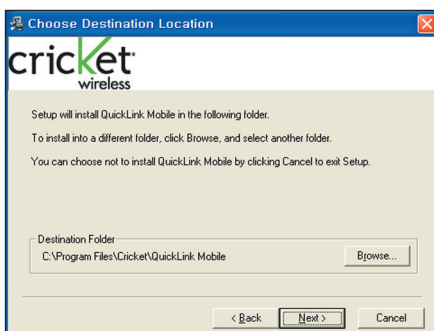 Choose Destination Location
cricket
wireless
Setup will install QuickLink Mobile in the following folder.
To install into a different folder, click Browse, and select another folder.
You can choose not to install QuickLink Mobile by clicking Cancel to exit Setup.
Destination Folder
C:\Program Files\Cricket\QuickLink Mobile
Browse...
< Back
Next >
Cancel